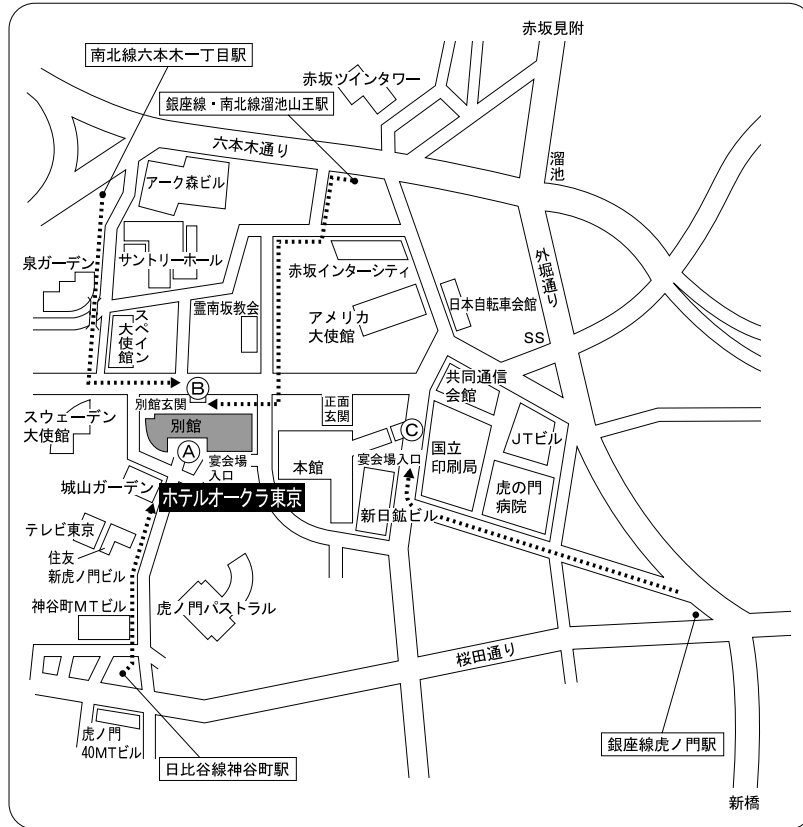 赤坂見附
南北線六本木一丁目駅
赤坂ツインタワー
銀座線・南北線溜池山王駅
六本木通り
溜池
アーク森ビル
外堀通り
泉ガーデン
サントリーホール
赤坂インターシティ
日本自転車会館
霊南坂教会
アメリカ
大使館
スペイン
大使館
SS
共同通信
会館
B
別館玄関
正面
玄関
スウェーデン
大使館
別館
C
JTビル
A
宴会場
入口
本館
宴会場入口
国立
印刷局
城山ガーデン
ホテルオークラ東京
虎の門
病院
新日鉱ビル
テレビ東京
住友
新虎ノ門ビル
神谷町MTビル
虎ノ門パストラル
桜田通り
虎ノ門
40MTビル
日比谷線神谷町駅
銀座線虎ノ門駅
新橋